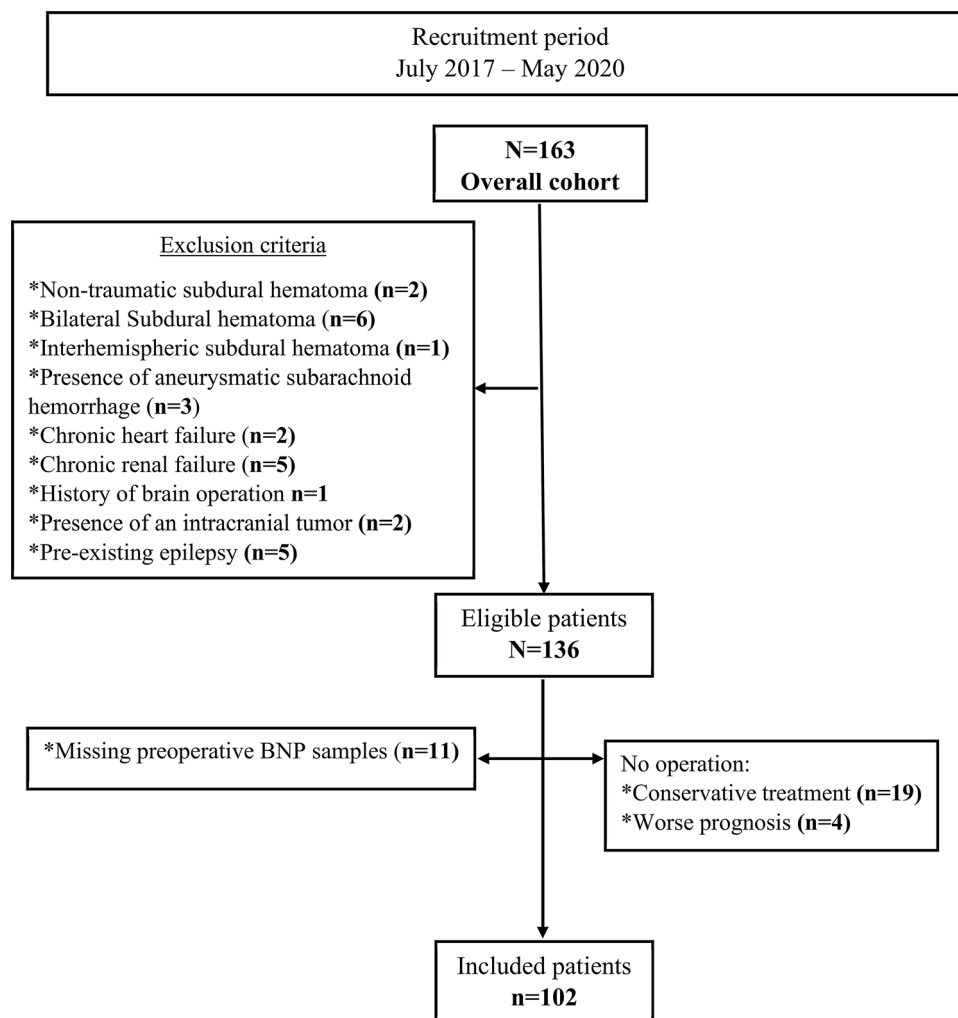 Recruitment period
July 2017 – May 2020
N=163
Overall cohort
Exclusion criteria
*Non-traumatic subdural hematoma (n=2)
*Bilateral Subdural hematoma (n=6)
*Interhemispheric subdural hematoma (n=1)
*Presence of aneurysmatic subarachnoid
hemorrhage (n=3)
*Chronic heart failure (n=2)
*Chronic renal failure (n=5)
*History of brain operation n=1
*Presence of an intracranial tumor (n=2)
*Pre-existing epilepsy (n=5)
Eligible patients
N=136
*Missing preoperative BNP samples (n=11)
No operation:
*Conservative treatment (n=19)
*Worse prognosis (n=4)
Included patients
n=102